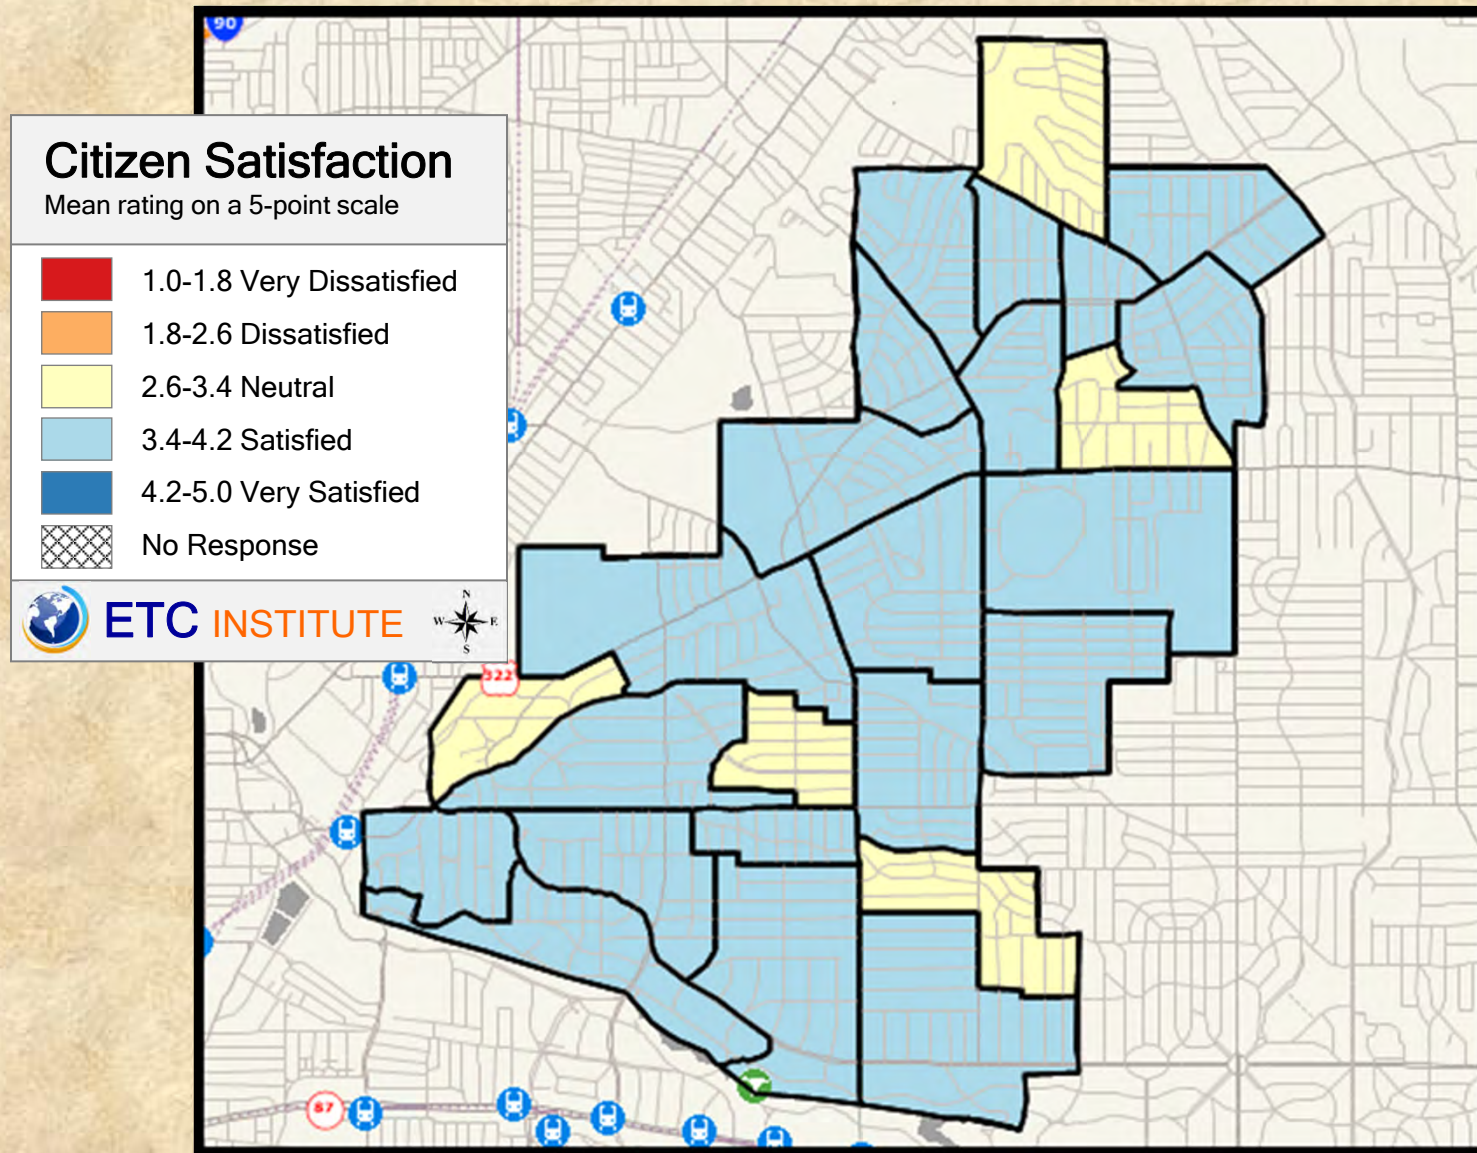 90
Citizen Satisfaction
Mean rating on a 5-point scale
1.0-1.8 Very Dissatisfied
1.8-2.6 Dissatisfied
2.6-3.4 Neutral
3.4-4.2 Satisfied
4.2-5.0 Very Satisfied
No Response
ETC INSTITUTE
N
W E
S
322
87